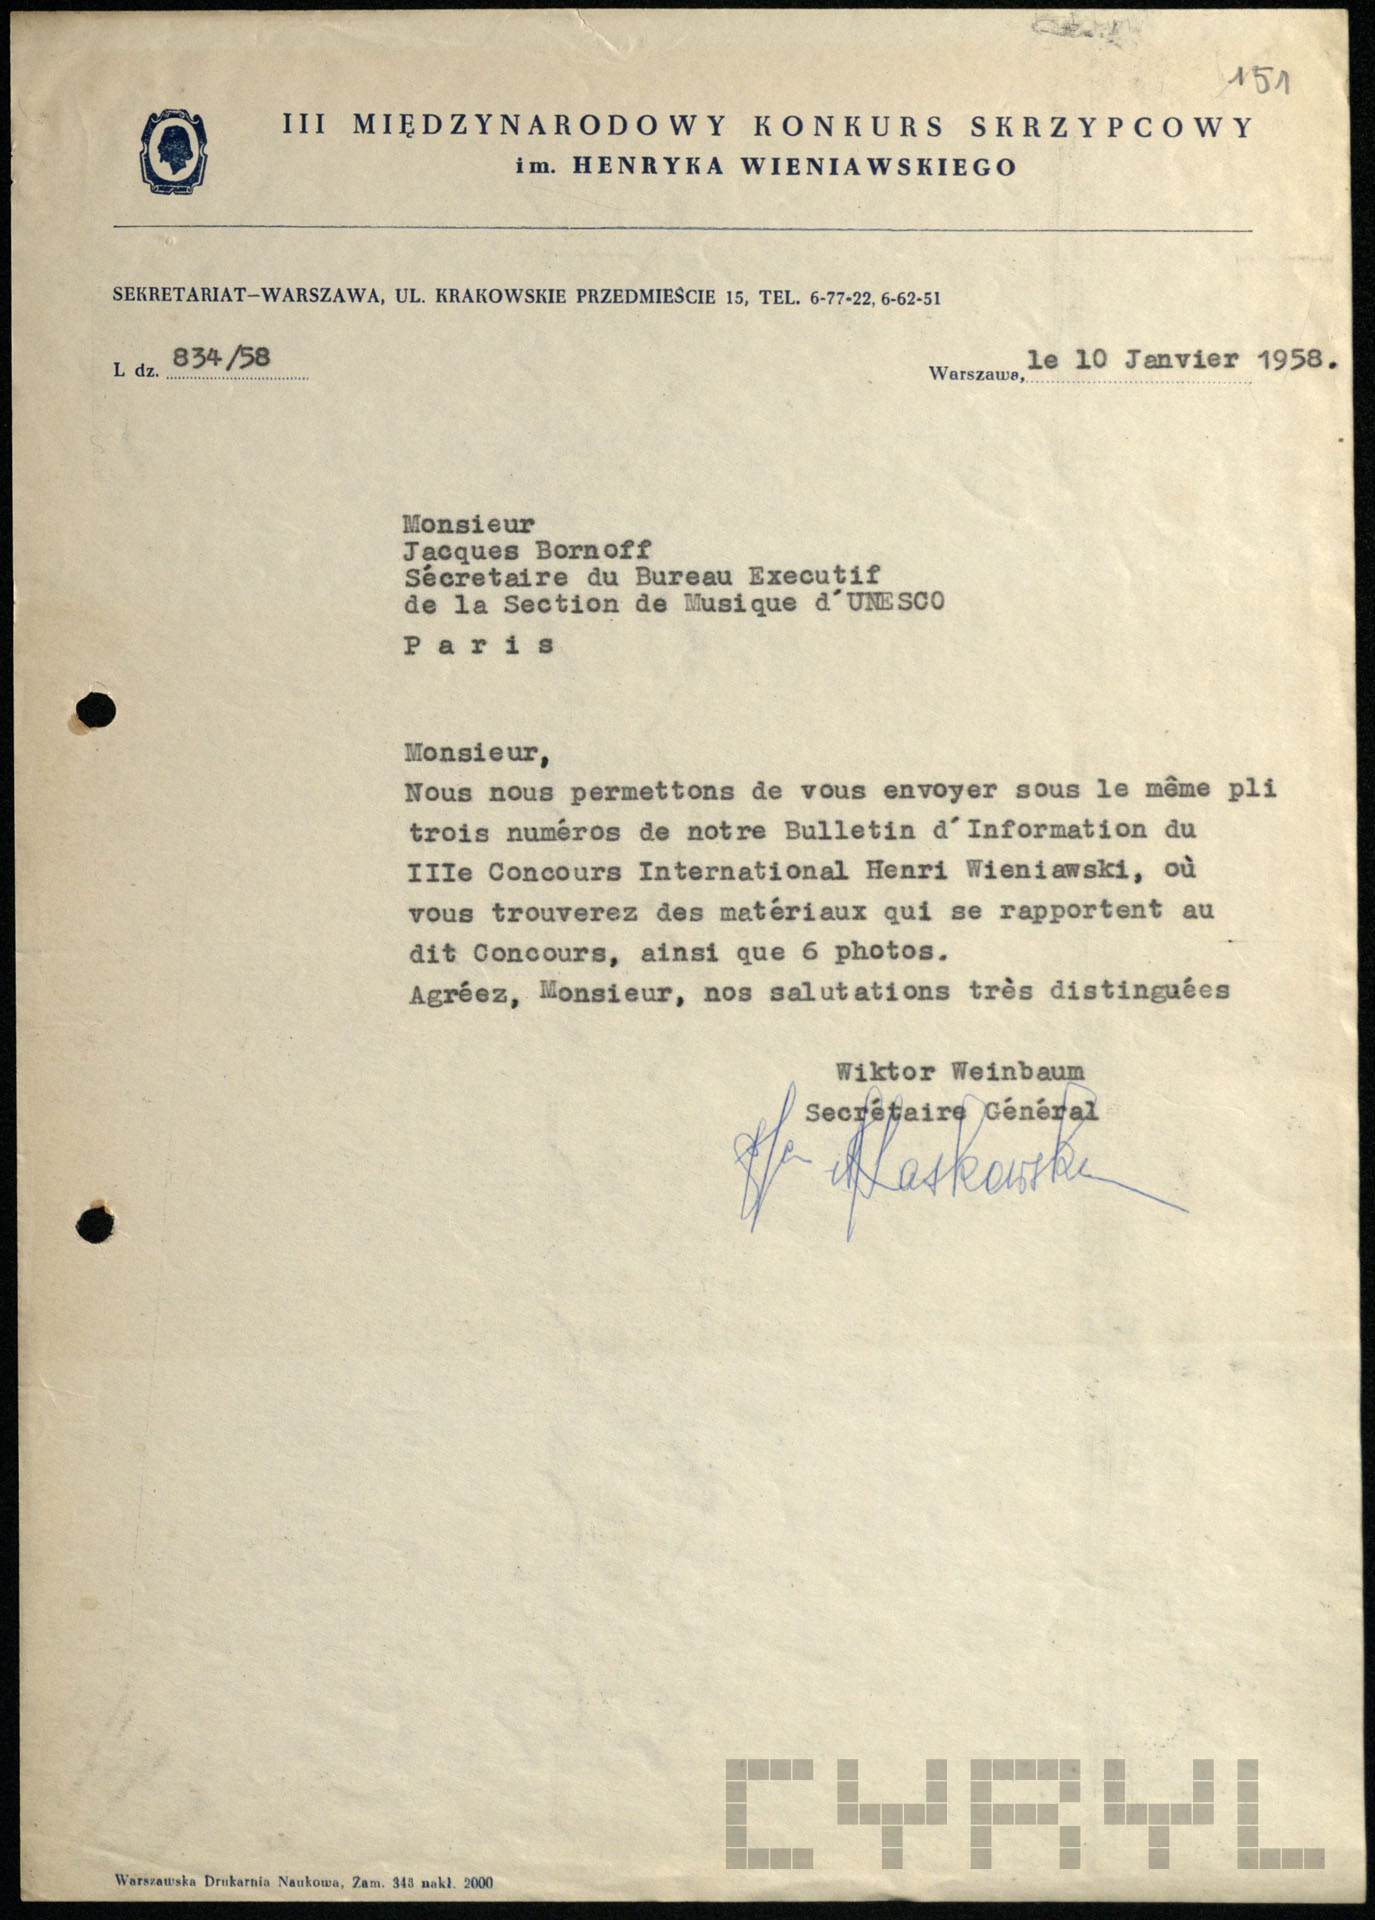 151
III MIĘDZYNARODOWY KONKURS SKRZYPCOWY
im. HENRYKA WIENIAWSKIEGO
SEKRETARIAT–WARSZAWA, UL. KRAKOWSKIE PRZEDMIEŚCIE 15, TEL. 6-77-22, 6-62-51
L dz. 834/58
Warszawa, le 10 Janvier 1958.
Monsieur
Jacques Bornoff
Sécretaire du Bureau Executif
de la Section de Musique d´UNESCO
P a r i s
Monsieur,
Nous nous permettons de vous envoyer sous le même pli
trois numéros de notre Bulletin d´Information du
IIIe Concours International Henri Wieniawski, où
vous trouverez des matériaux qui se rapportent au
dit Concours, ainsi que 6 photos.
Agréez, Monsieur, nos salutations très distinguées
Wiktor Weinbaum
Secrétaire Général
CYRYL
Warszawska Drukarnia Naukowa, Zam. 348 nakł. 2000